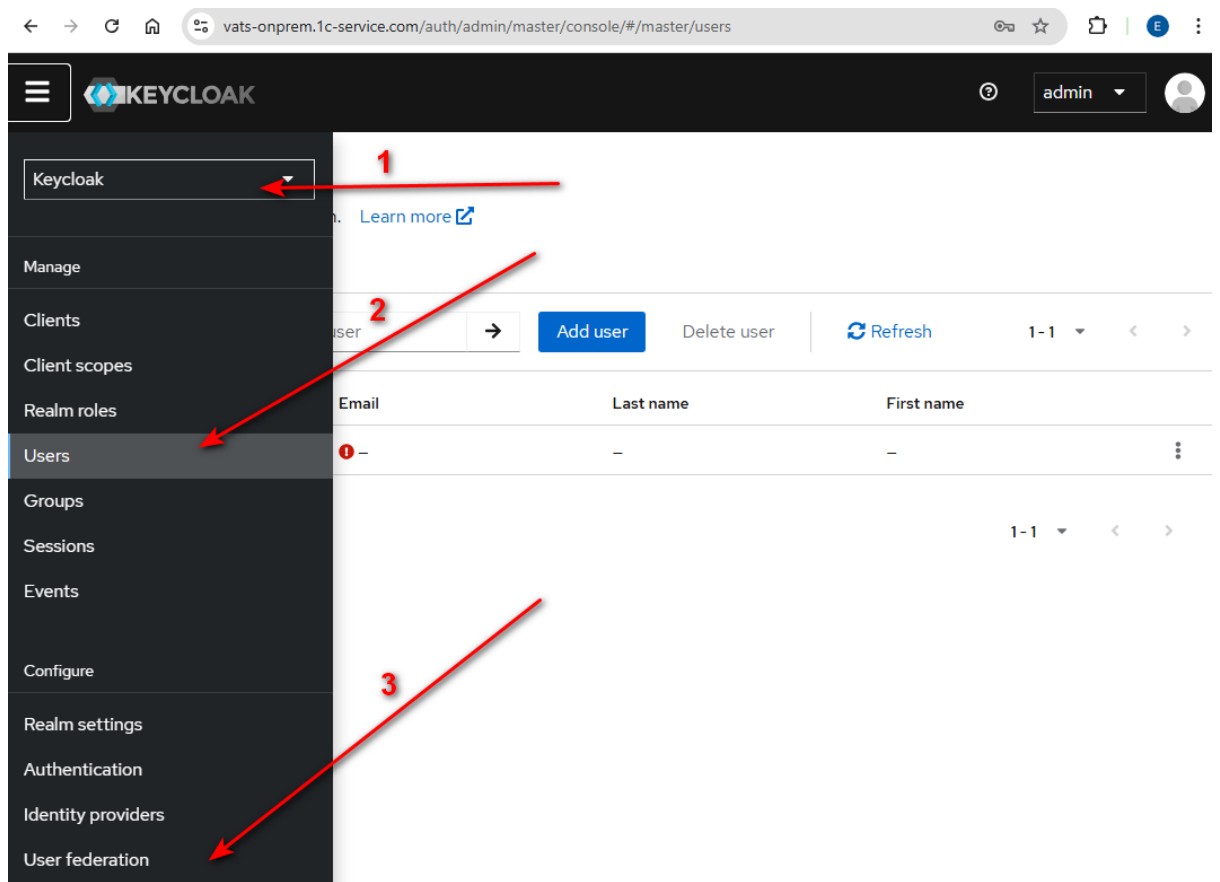 vats-onprem.1c-service.com/auth/admin/master/console/#/master/users
E
KEYCLOAK
admin
Keycloak
1
. Learn more
Manage
Clients
2
user
Add user
Delete user
Refresh
1-1
Client scopes
Realm roles
Email
Last name
First name
Users
–
–
–
Groups
1-1
Sessions
Events
Configure
3
Realm settings
Authentication
Identity providers
User federation